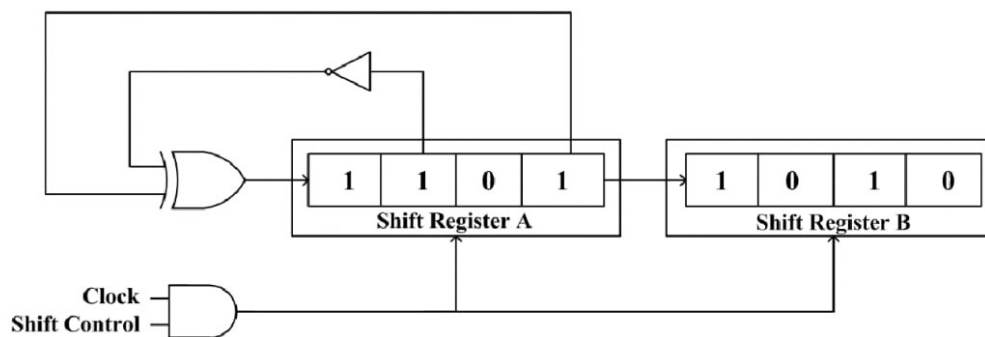 1 1 0 1 1 0 1 0
Shift Register A Shift Register B
Clock
Shift Control